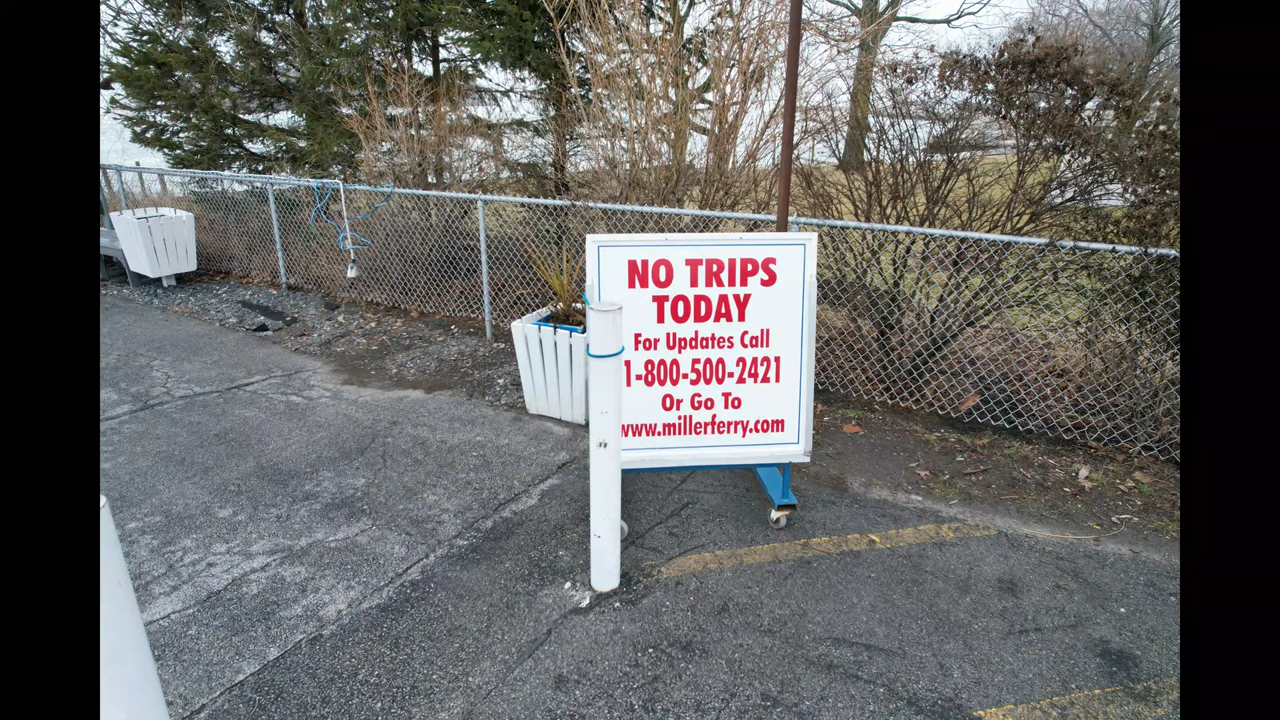 NO TRIPS
TODAY
For Updates Call
1-800-500-2421
Or Go To
www.millerferry.com